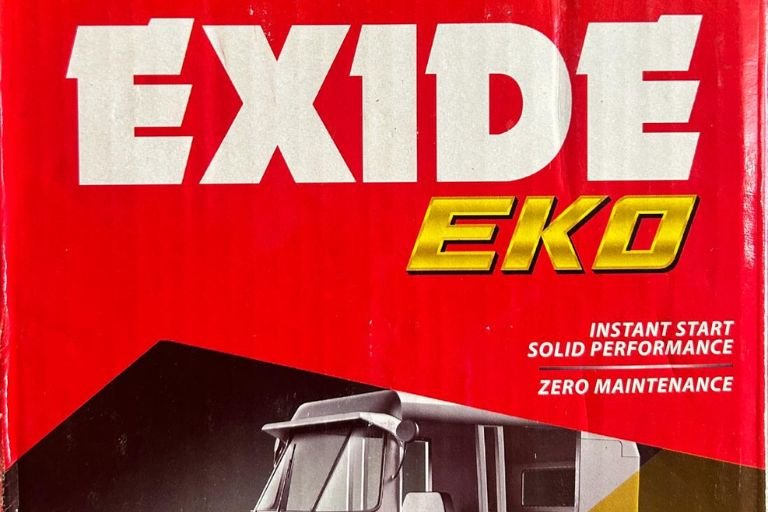 EXIDE
EKO
INSTANT START
SOLID PERFORMANCE
ZERO MAINTENANCE